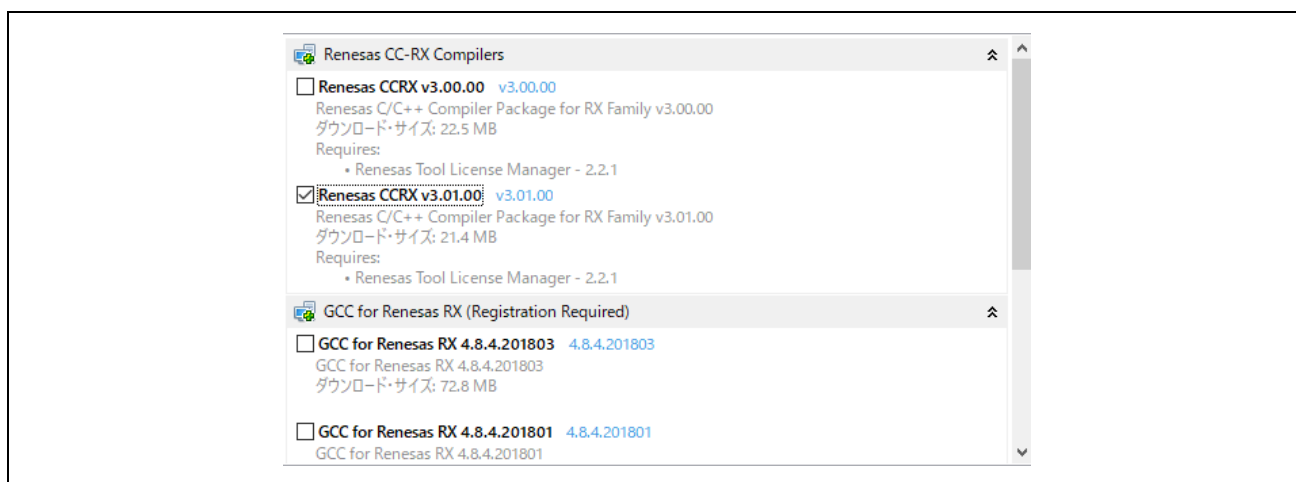 Renesas CC-RX Compilers
Renesas CCRX v3.00.00 v3.00.00
Renesas C/C++ Compiler Package for RX Family v3.00.00
ダウンロード・サイズ: 22.5 MB
Requires:
• Renesas Tool License Manager - 2.2.1
Renesas CCRX v3.01.00 v3.01.00
Renesas C/C++ Compiler Package for RX Family v3.01.00
ダウンロード・サイズ: 21.4 MB
Requires:
• Renesas Tool License Manager - 2.2.1
GCC for Renesas RX (Registration Required)
GCC for Renesas RX 4.8.4.201803 4.8.4.201803
GCC for Renesas RX 4.8.4.201803
ダウンロード・サイズ: 72.8 MB
GCC for Renesas RX 4.8.4.201801 4.8.4.201801
GCC for Renesas RX 4.8.4.201801